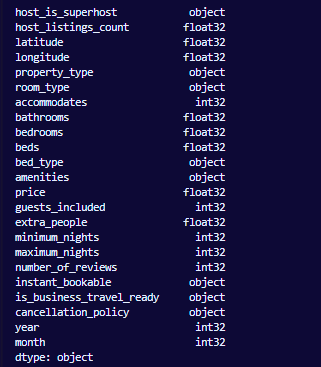 host_is_superhost object
host_listings_count float32
latitude float32
longitude float32
property_type object
room_type object
accommodates int32
bathrooms float32
bedrooms float32
beds float32
bed_type object
amenities object
price float32
guests_included int32
extra_people float32
minimum_nights int32
maximum_nights int32
number_of_reviews int32
instant_bookable object
is_business_travel_ready object
cancellation_policy object
year int32
month int32
dtype: object